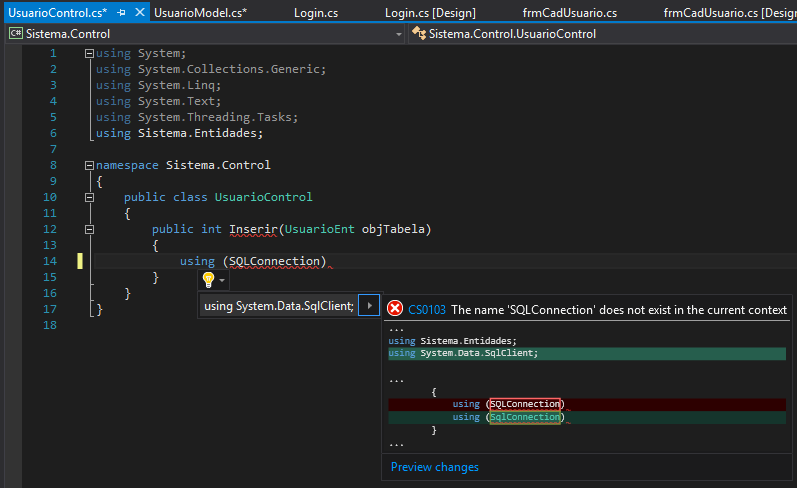 UsuarioControl.cs* UsuarioModel.cs* Login.cs Login.cs [Design] frmCadUsuario.cs frmCadUsuario.cs [Desig
C# Sistema.Control Sistema.Control.UsuarioControl
1 using System;
2 using System.Collections.Generic;
3 using System.Linq;
4 using System.Text;
5 using System.Threading.Tasks;
6 using Sistema.Entidades;
7
8 namespace Sistema.Control
9 {
10 public class UsuarioControl
11 {
12 public int Inserir(UsuarioEnt objTabela)
13 {
14 using (SQLConnection)
15 }
16 }
17 }
18
using System.Data.SqlClient;
CS0103 The name 'SQLConnection' does not exist in the current context
...
using Sistema.Entidades;
using System.Data.SqlClient;
...
{
using (SQLConnection)
using (SqlConnection)
}
...
Preview changes